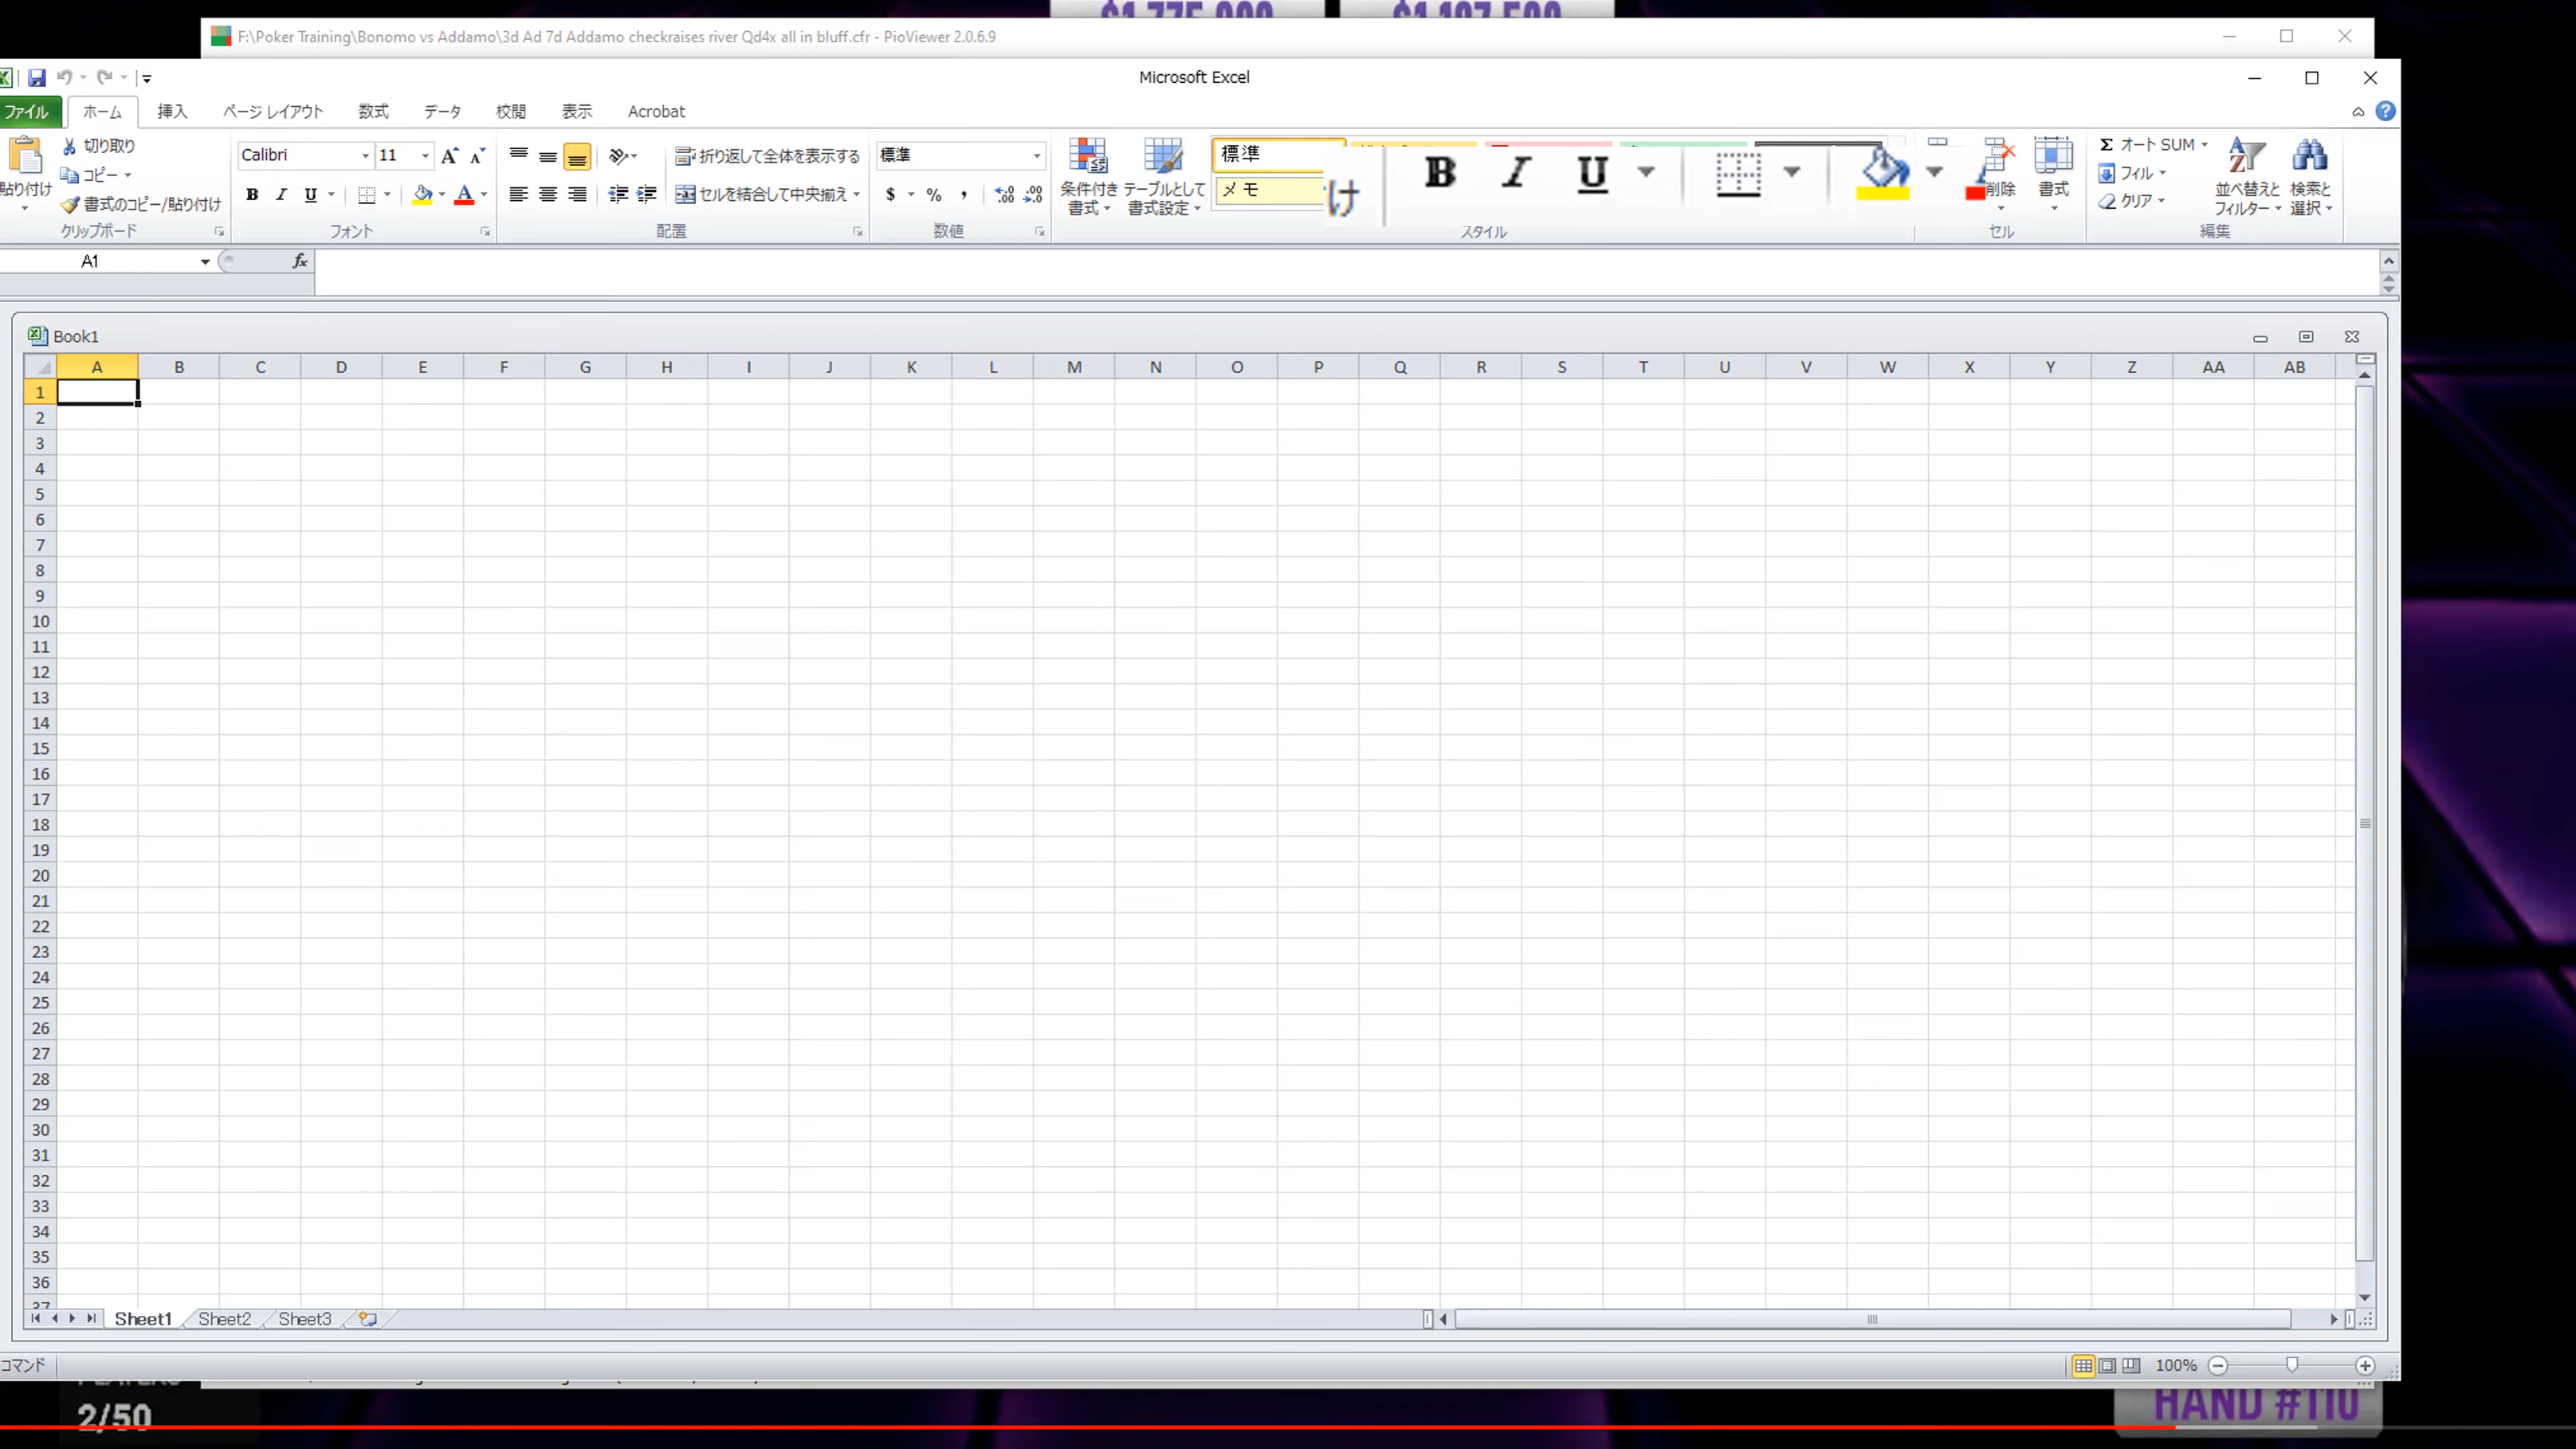 $1,775,000 $1,187,500
F:\Poker Training\Bonomo vs Addamo\3d Ad 7d Addamo checkraises river Qd4x all in bluff.cfr - PioViewer 2.0.6.9
Microsoft Excel
ファイル ホーム 挿入 ページ レイアウト 数式 データ 校閲 表示 Acrobat
貼り付け 切り取り
コピー
書式のコピー/貼り付け
クリップボード
Calibri 11
B I U A
フォント
折り返して全体を表示する
セルを結合して中央揃え
配置
標準
$ % ,
数値
条件付き書式 テーブルとして書式設定
標準
メモ
け B I U
スタイル
削除 書式
セル
Σ オート SUM
フィル
クリア
並べ替えと フィルター 検索と 選択
編集
A1 fx
Book1
A B C D E F G H I J K L M N O P Q R S T U V W X Y Z AA AB
1
2
3
4
5
6
7
8
9
10
11
12
13
14
15
16
17
18
19
20
21
22
23
24
25
26
27
28
29
30
31
32
33
34
35
36
37
Sheet1 Sheet2 Sheet3
コマンド 100%
2/50 HAND #110